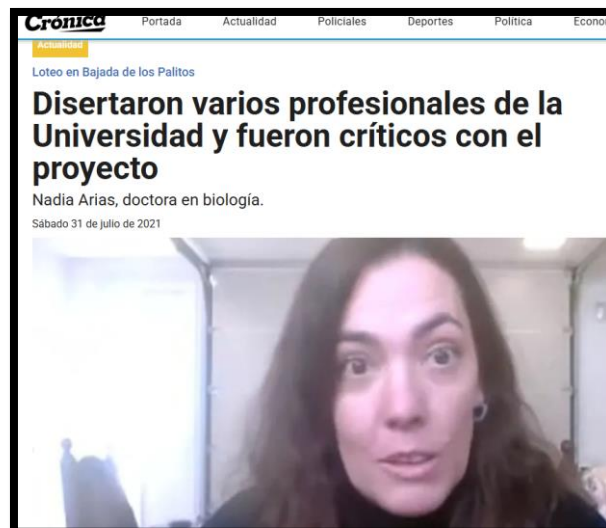 Crónica Portada Actualidad Policiales Deportes Política Econo
Actualidad
Loteo en Bajada de los Palitos
Disertaron varios profesionales de la
Universidad y fueron críticos con el
proyecto
Nadia Arias, doctora en biología.
Sábado 31 de julio de 2021